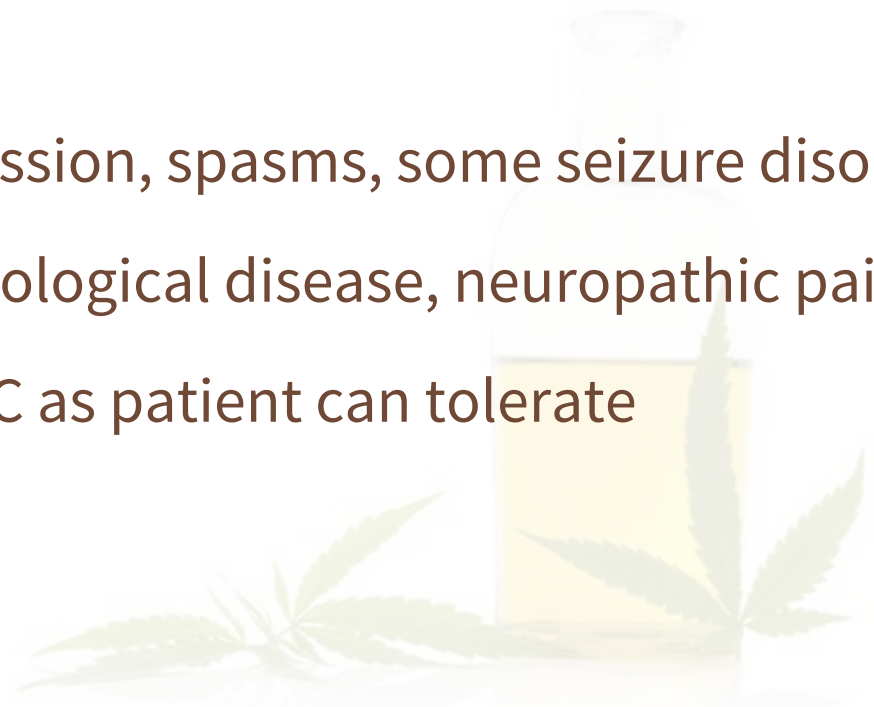 ssion, spasms, some seizure diso
ological disease, neuropathic pai
C as patient can tolerate